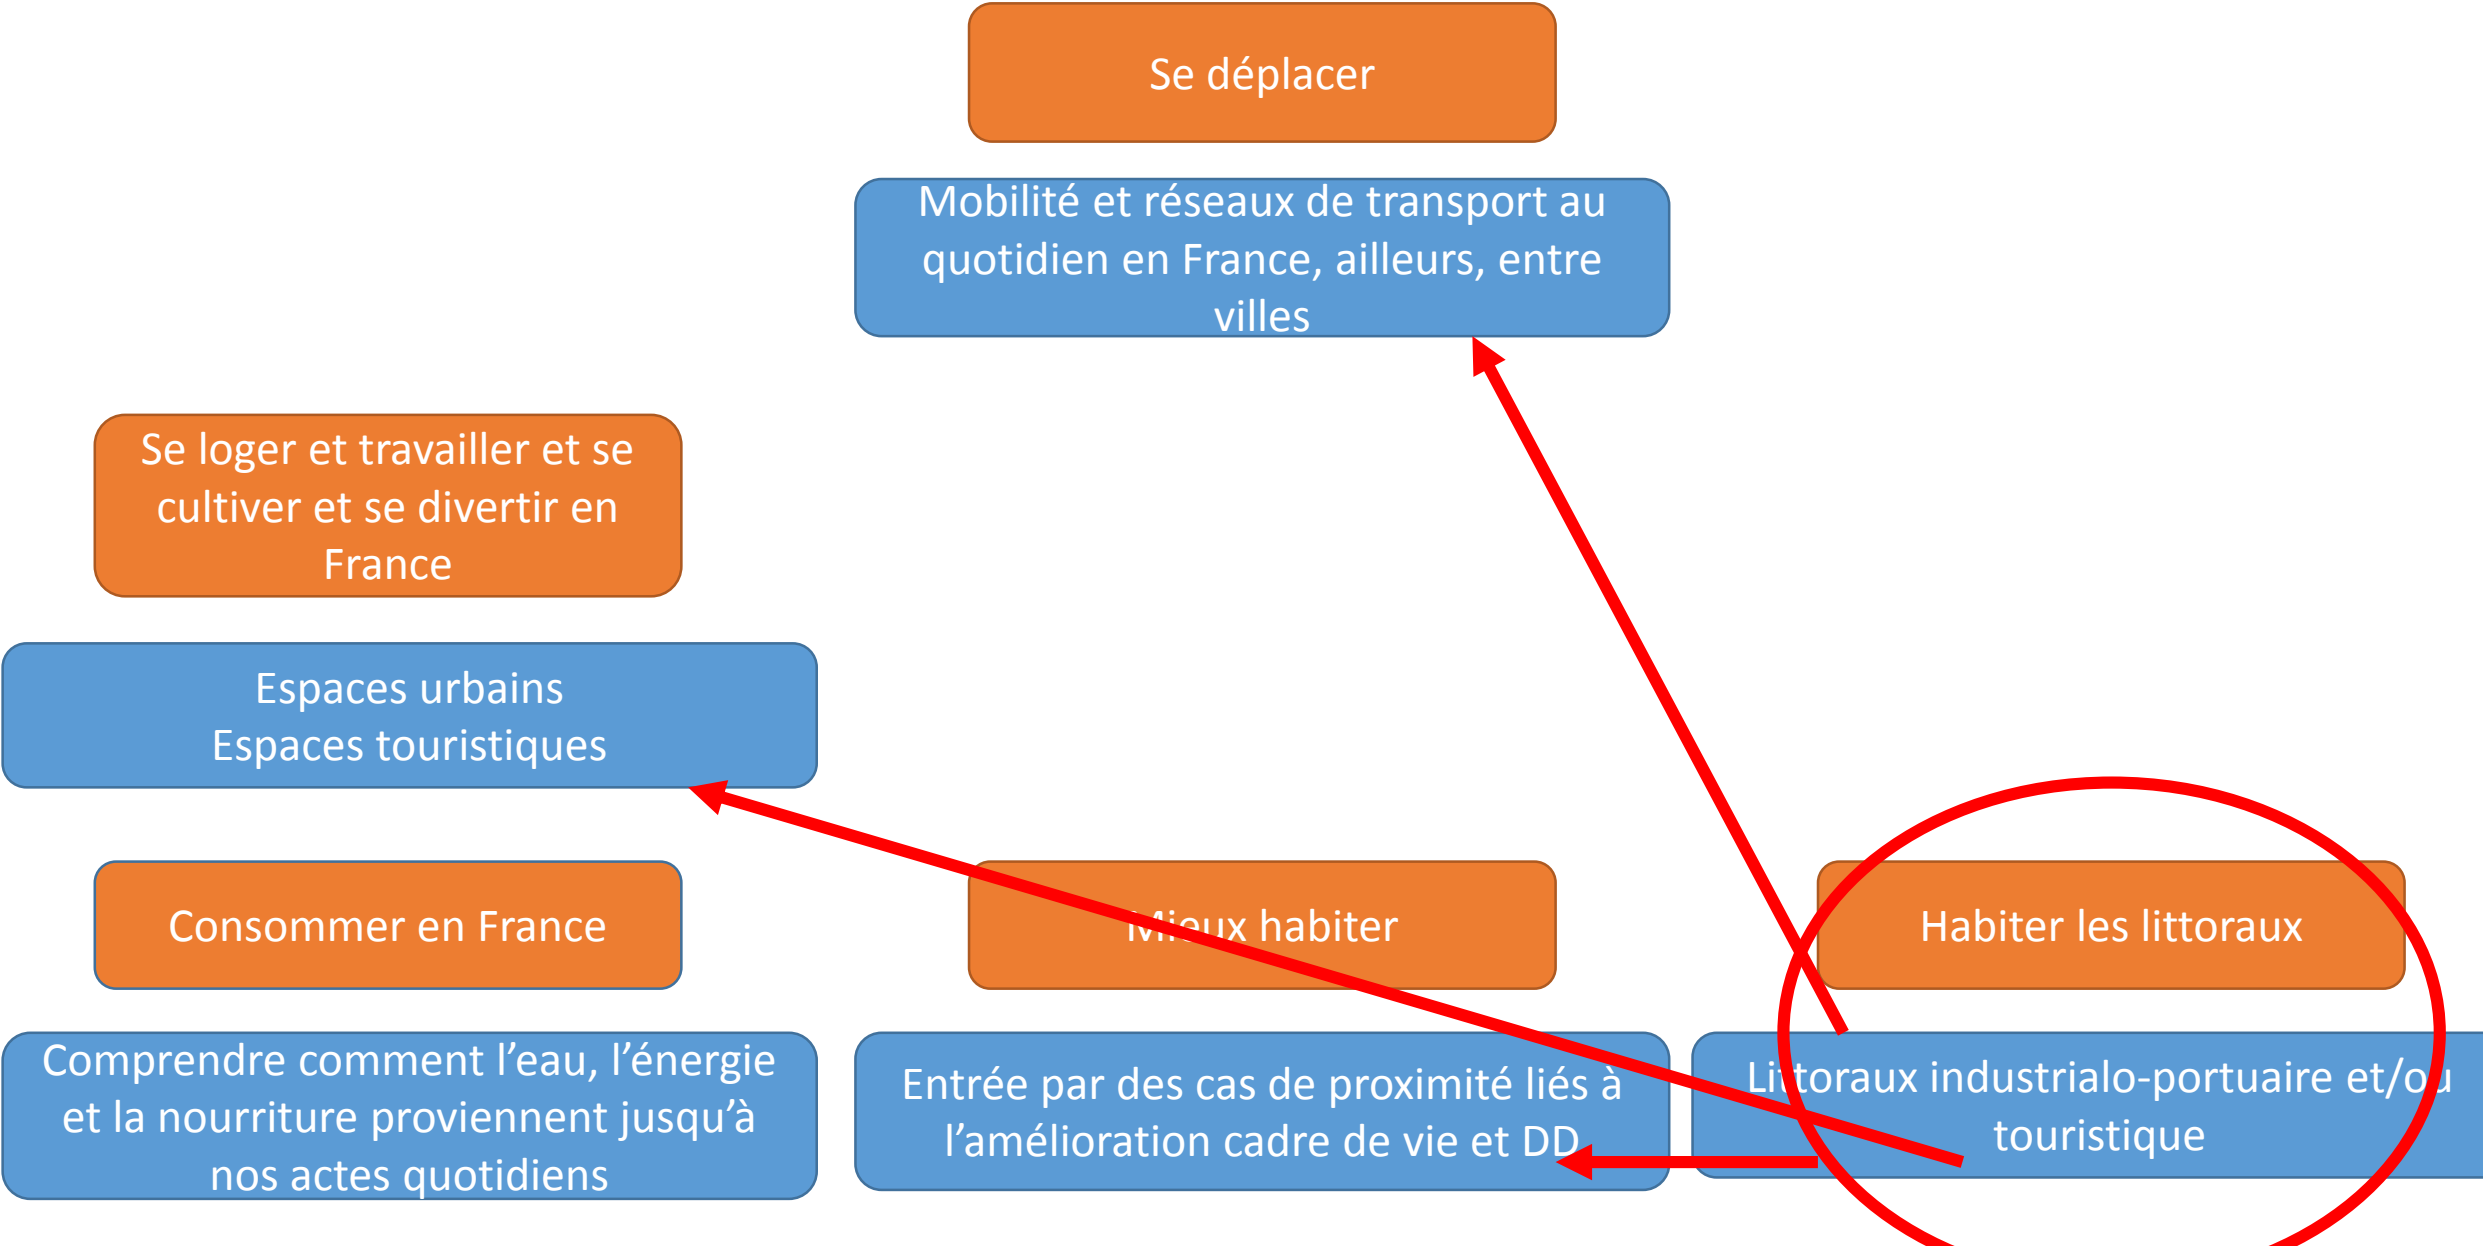 Se déplacer
Mobilité et réseaux de transport au
quotidien en France, ailleurs, entre
villes
Se loger et travailler et se
cultiver et se divertir en
France
Espaces urbains
Espaces touristiques
Consommer en France
Comprendre comment l’eau, l’énergie
et la nourriture proviennent jusqu’à
nos actes quotidiens
Mieux habiter
Entrée par des cas de proximité liés à
l’amélioration cadre de vie et DD
Habiter les littoraux
Littoraux industrialo-portuaire et/ou
touristique